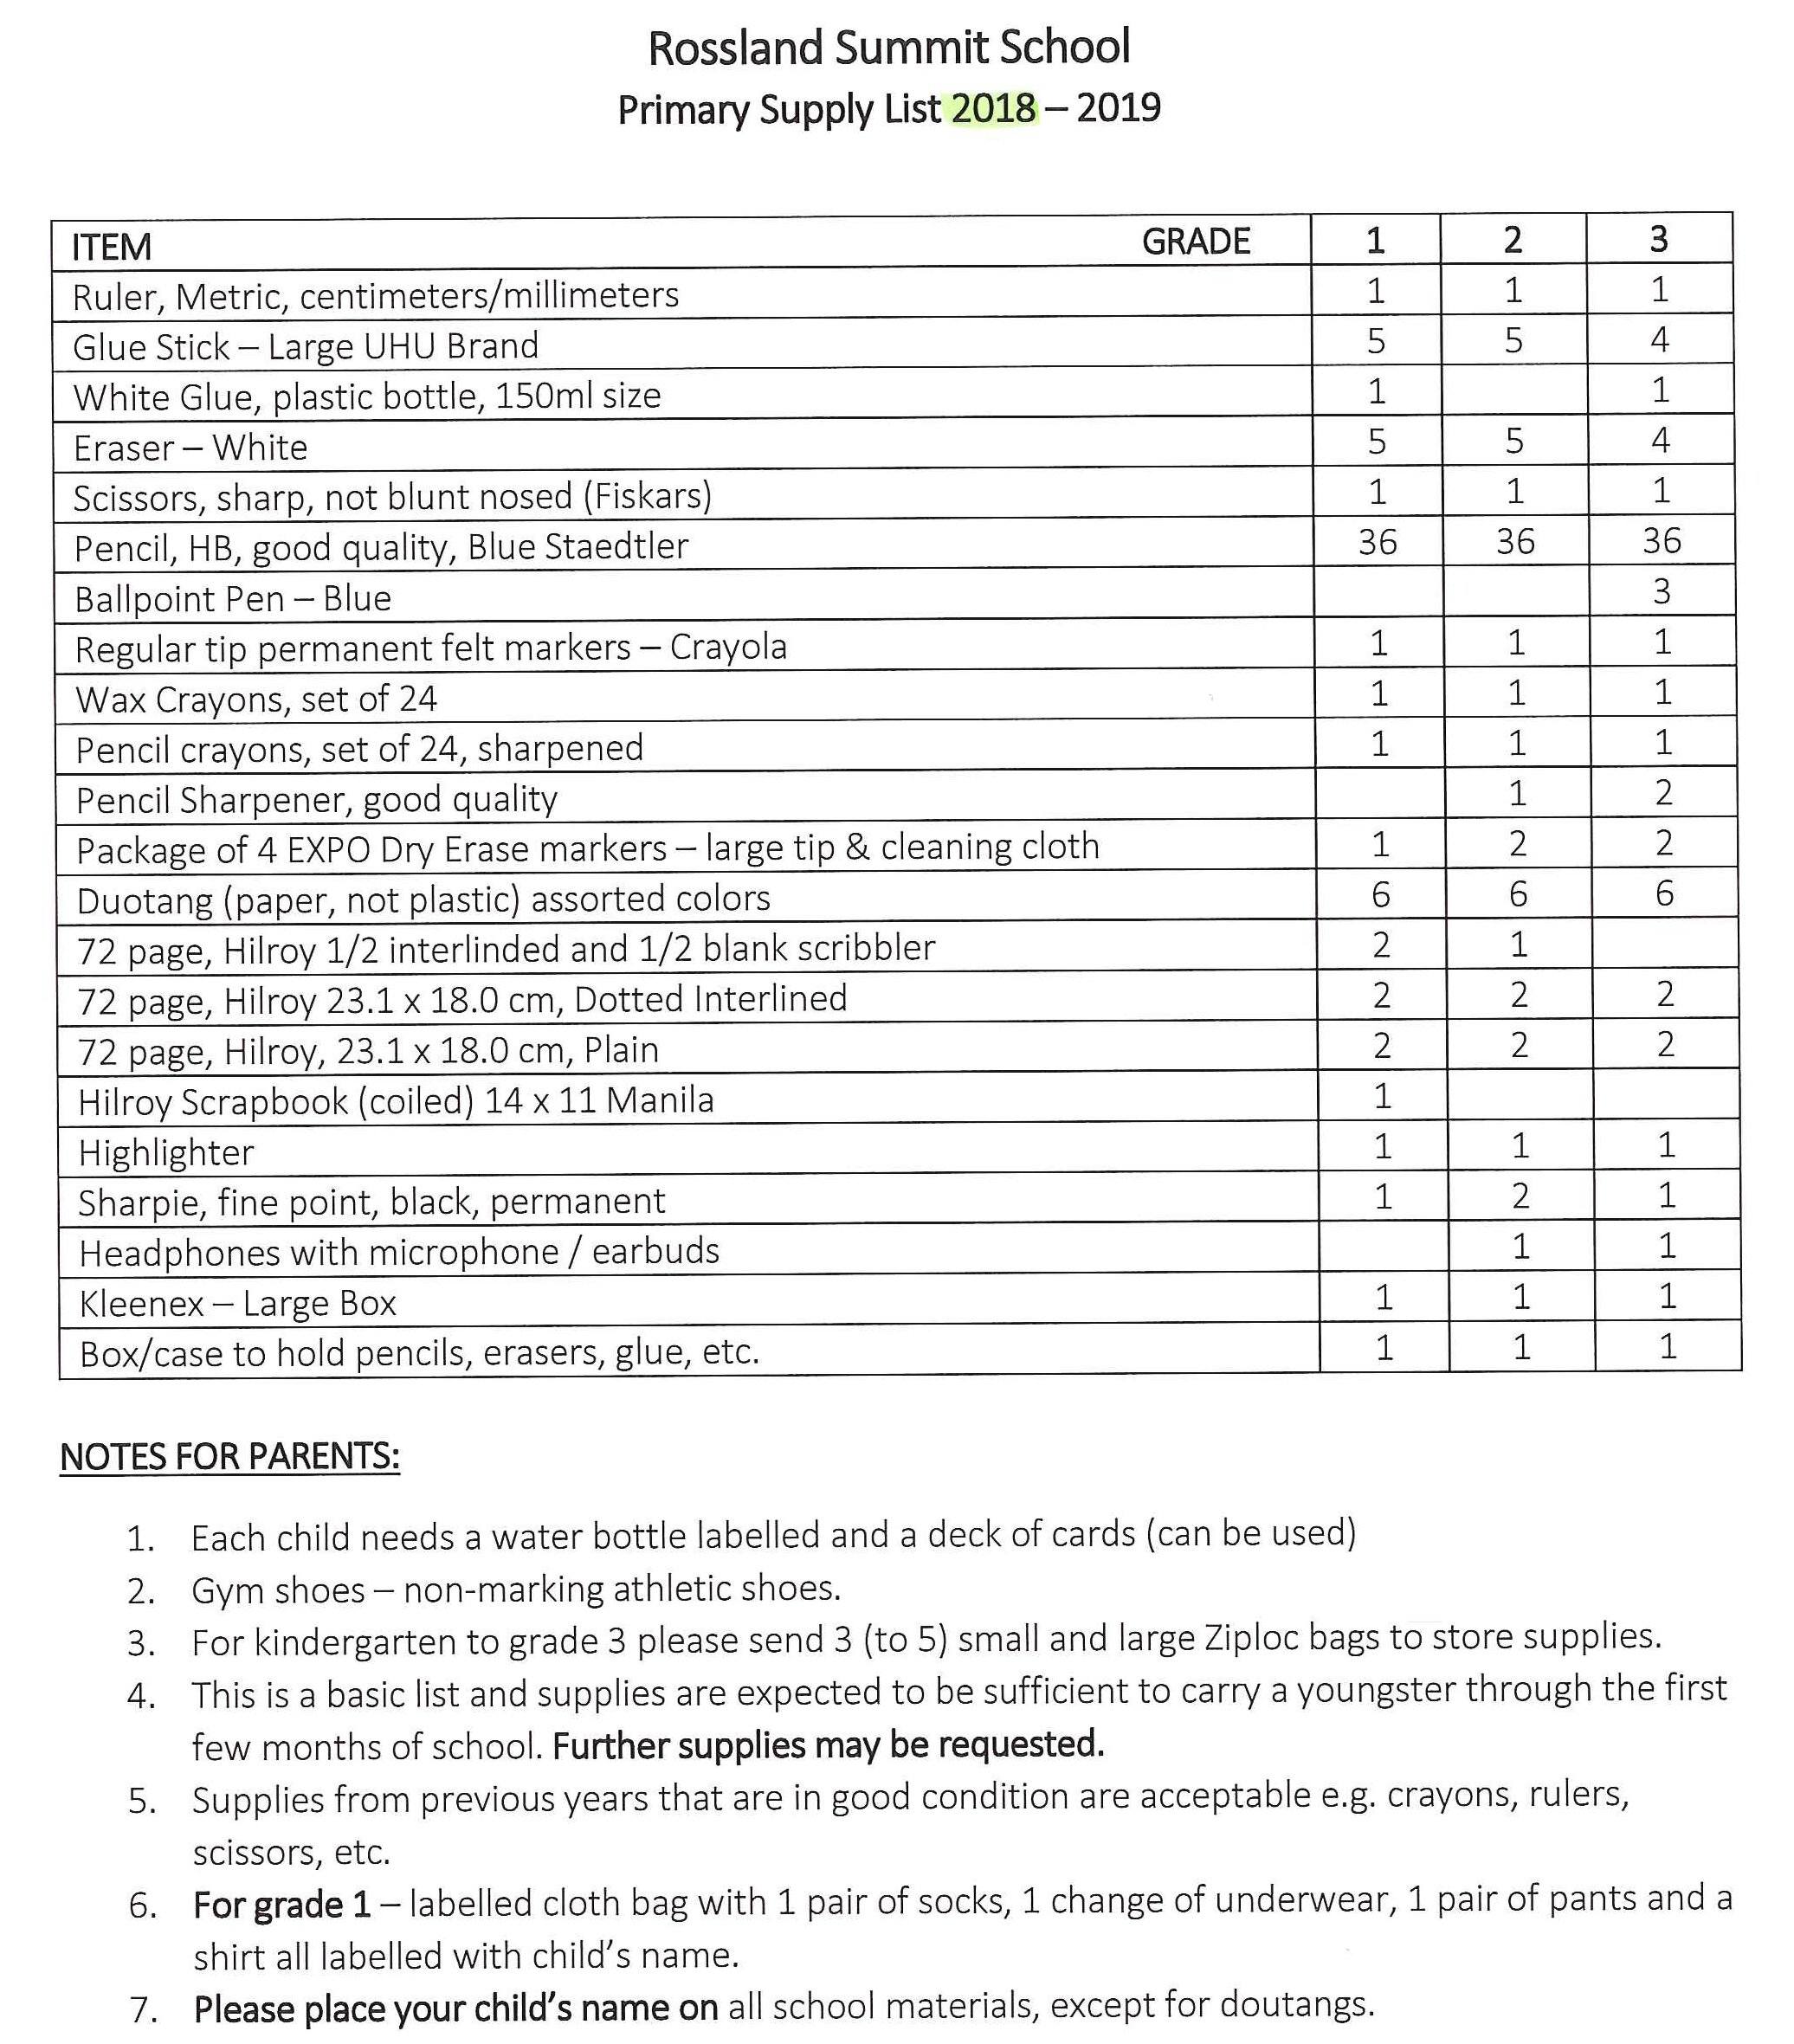 Rossland Summit School
Primary Supply List 2018 – 2019
ITEM GRADE 1 2 3
Ruler, Metric, centimeters/millimeters 1 1 1
Glue Stick – Large UHU Brand 5 5 4
White Glue, plastic bottle, 150ml size 1 1
Eraser – White 5 5 4
Scissors, sharp, not blunt nosed (Fiskars) 1 1 1
Pencil, HB, good quality, Blue Staedtler 36 36 36
Ballpoint Pen – Blue 3
Regular tip permanent felt markers – Crayola 1 1 1
Wax Crayons, set of 24 1 1 1
Pencil crayons, set of 24, sharpened 1 1 1
Pencil Sharpener, good quality 1 2
Package of 4 EXPO Dry Erase markers – large tip & cleaning cloth 1 2 2
Duotang (paper, not plastic) assorted colors 6 6 6
72 page, Hilroy 1/2 interlinded and 1/2 blank scribbler 2 1
72 page, Hilroy 23.1 x 18.0 cm, Dotted Interlined 2 2 2
72 page, Hilroy, 23.1 x 18.0 cm, Plain 2 2 2
Hilroy Scrapbook (coiled) 14 x 11 Manila 1
Highlighter 1 1 1
Sharpie, fine point, black, permanent 1 2 1
Headphones with microphone / earbuds 1 1
Kleenex – Large Box 1 1 1
Box/case to hold pencils, erasers, glue, etc. 1 1 1
NOTES FOR PARENTS:
1. Each child needs a water bottle labelled and a deck of cards (can be used)
2. Gym shoes – non-marking athletic shoes.
3. For kindergarten to grade 3 please send 3 (to 5) small and large Ziploc bags to store supplies.
4. This is a basic list and supplies are expected to be sufficient to carry a youngster through the first
few months of school. Further supplies may be requested.
5. Supplies from previous years that are in good condition are acceptable e.g. crayons, rulers,
scissors, etc.
6. For grade 1 – labelled cloth bag with 1 pair of socks, 1 change of underwear, 1 pair of pants and a
shirt all labelled with child's name.
7. Please place your child's name on all school materials, except for doutangs.